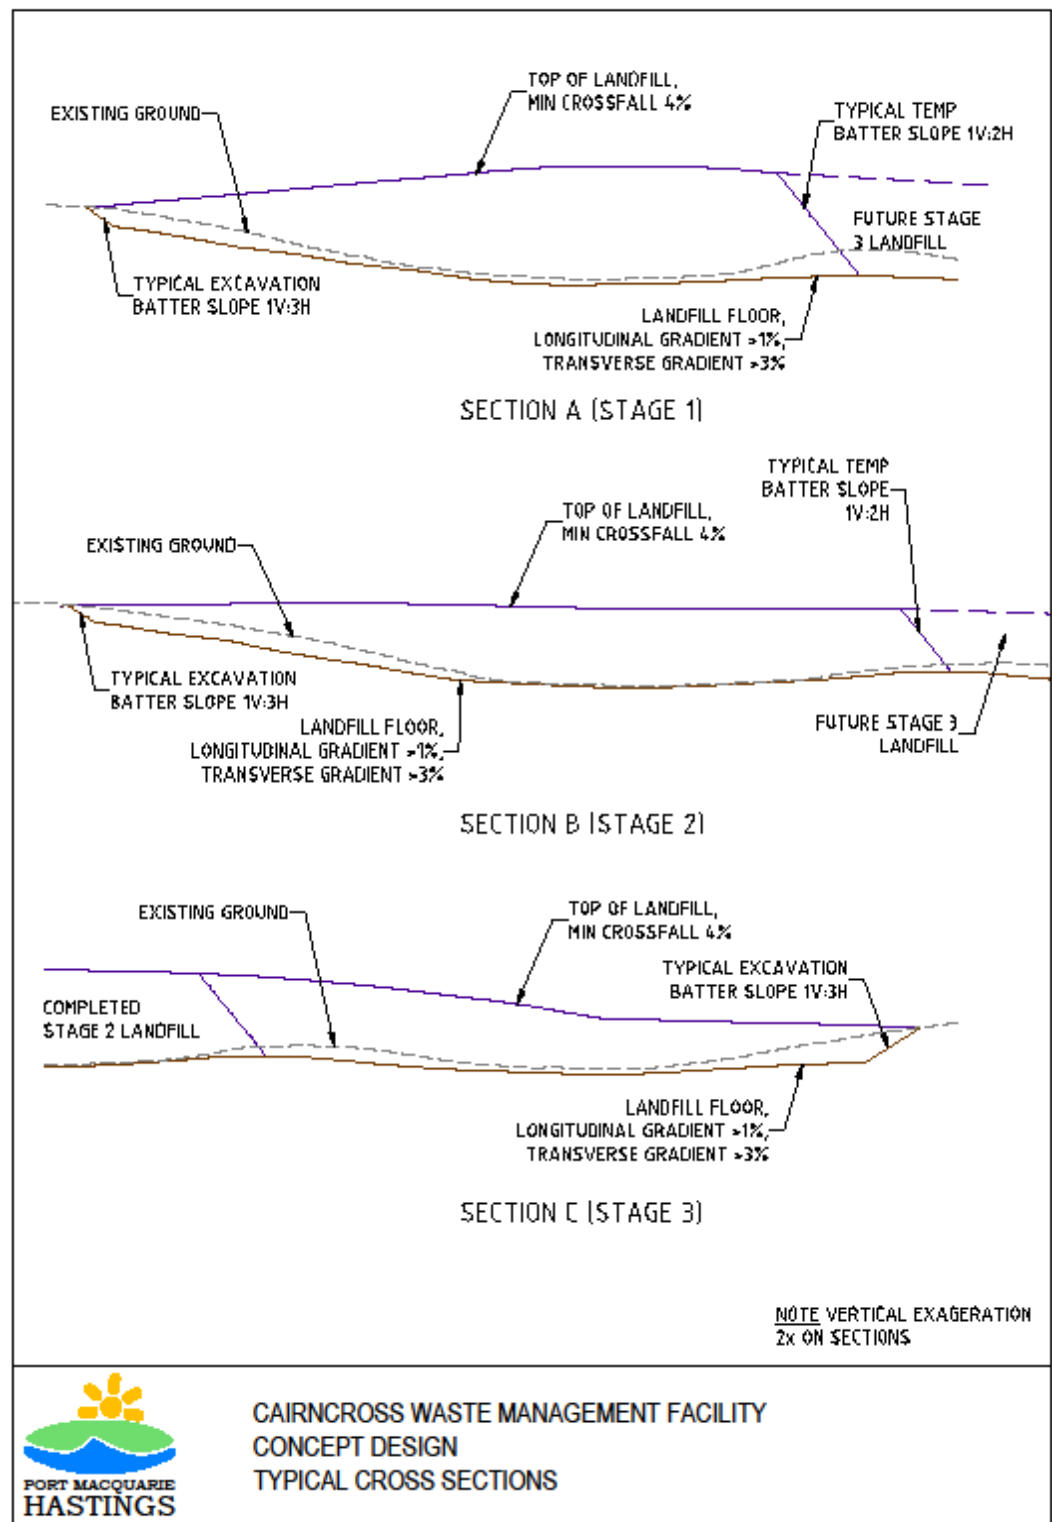 TOP OF LANDFILL,
MIN CROSSFALL 4%
EXISTING GROUND
TYPICAL TEMP
BATTER SLOPE 1V:2H
FUTURE STAGE
3 LANDFILL
TYPICAL EXCAVATION
BATTER SLOPE 1V:3H
LANDFILL FLOOR,
LONGITUDINAL GRADIENT >1%,
TRANSVERSE GRADIENT >3%
SECTION A (STAGE 1)
TYPICAL TEMP
BATTER SLOPE
1V:2H
TOP OF LANDFILL,
MIN CROSSFALL 4%
EXISTING GROUND
TYPICAL EXCAVATION
BATTER SLOPE 1V:3H
LANDFILL FLOOR,
LONGITUDINAL GRADIENT >1%,
TRANSVERSE GRADIENT >3%
FUTURE STAGE 3
LANDFILL
SECTION B (STAGE 2)
EXISTING GROUND
TOP OF LANDFILL,
MIN CROSSFALL 4%
TYPICAL EXCAVATION
BATTER SLOPE 1V:3H
COMPLETED
STAGE 2 LANDFILL
LANDFILL FLOOR,
LONGITUDINAL GRADIENT >1%,
TRANSVERSE GRADIENT >3%
SECTION C (STAGE 3)
NOTE VERTICAL EXAGERATION
2x ON SECTIONS
CAIRNCROSS WASTE MANAGEMENT FACILITY
CONCEPT DESIGN
TYPICAL CROSS SECTIONS
PORT MACQUARIE
HASTINGS